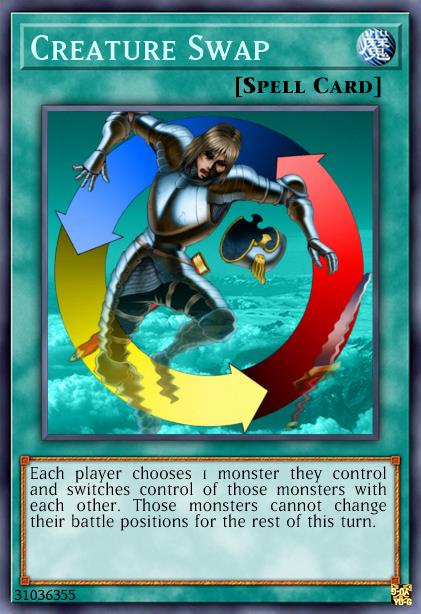 Creature Swap
魔
[Spell Card]
Each player chooses 1 monster they control
and switches control of those monsters with
each other. Those monsters cannot change
their battle positions for the rest of this turn.
31036355